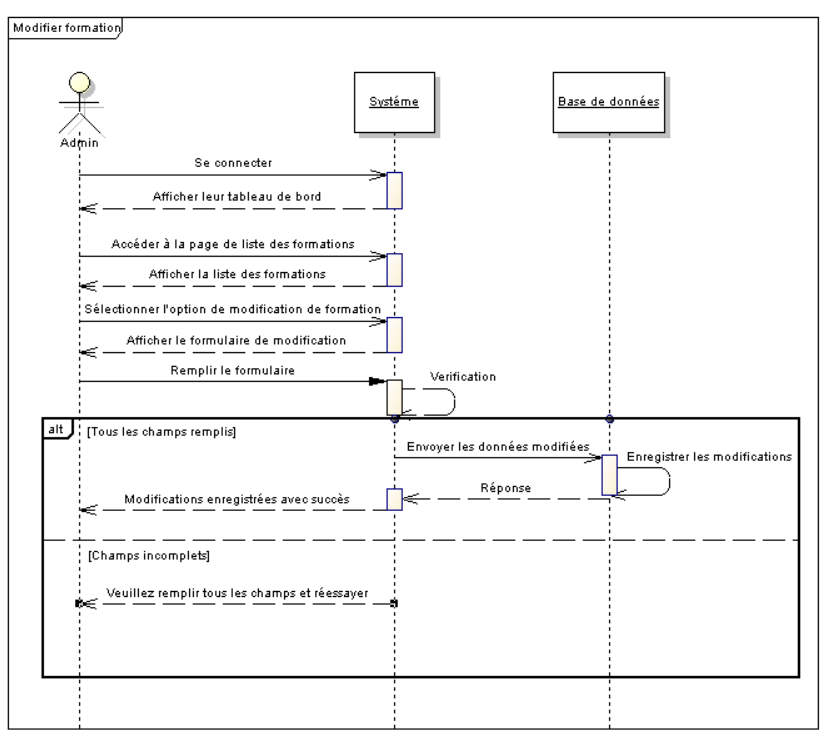 Modifier formation
Systéme
Base de données
Admin
Se connecter
Afficher leur tableau de bord
Accéder à la page de liste des formations
Afficher la liste des formations
Sélectionner l'option de modification de formation
Afficher le formulaire de modification
Remplir le formulaire
Verification
alt
[Tous les champs remplis]
Envoyer les données modifiées
Enregistrer les modifications
Réponse
Modifications enregistrées avec succès
[Champs incomplets]
Veuillez remplir tous les champs et réessayer